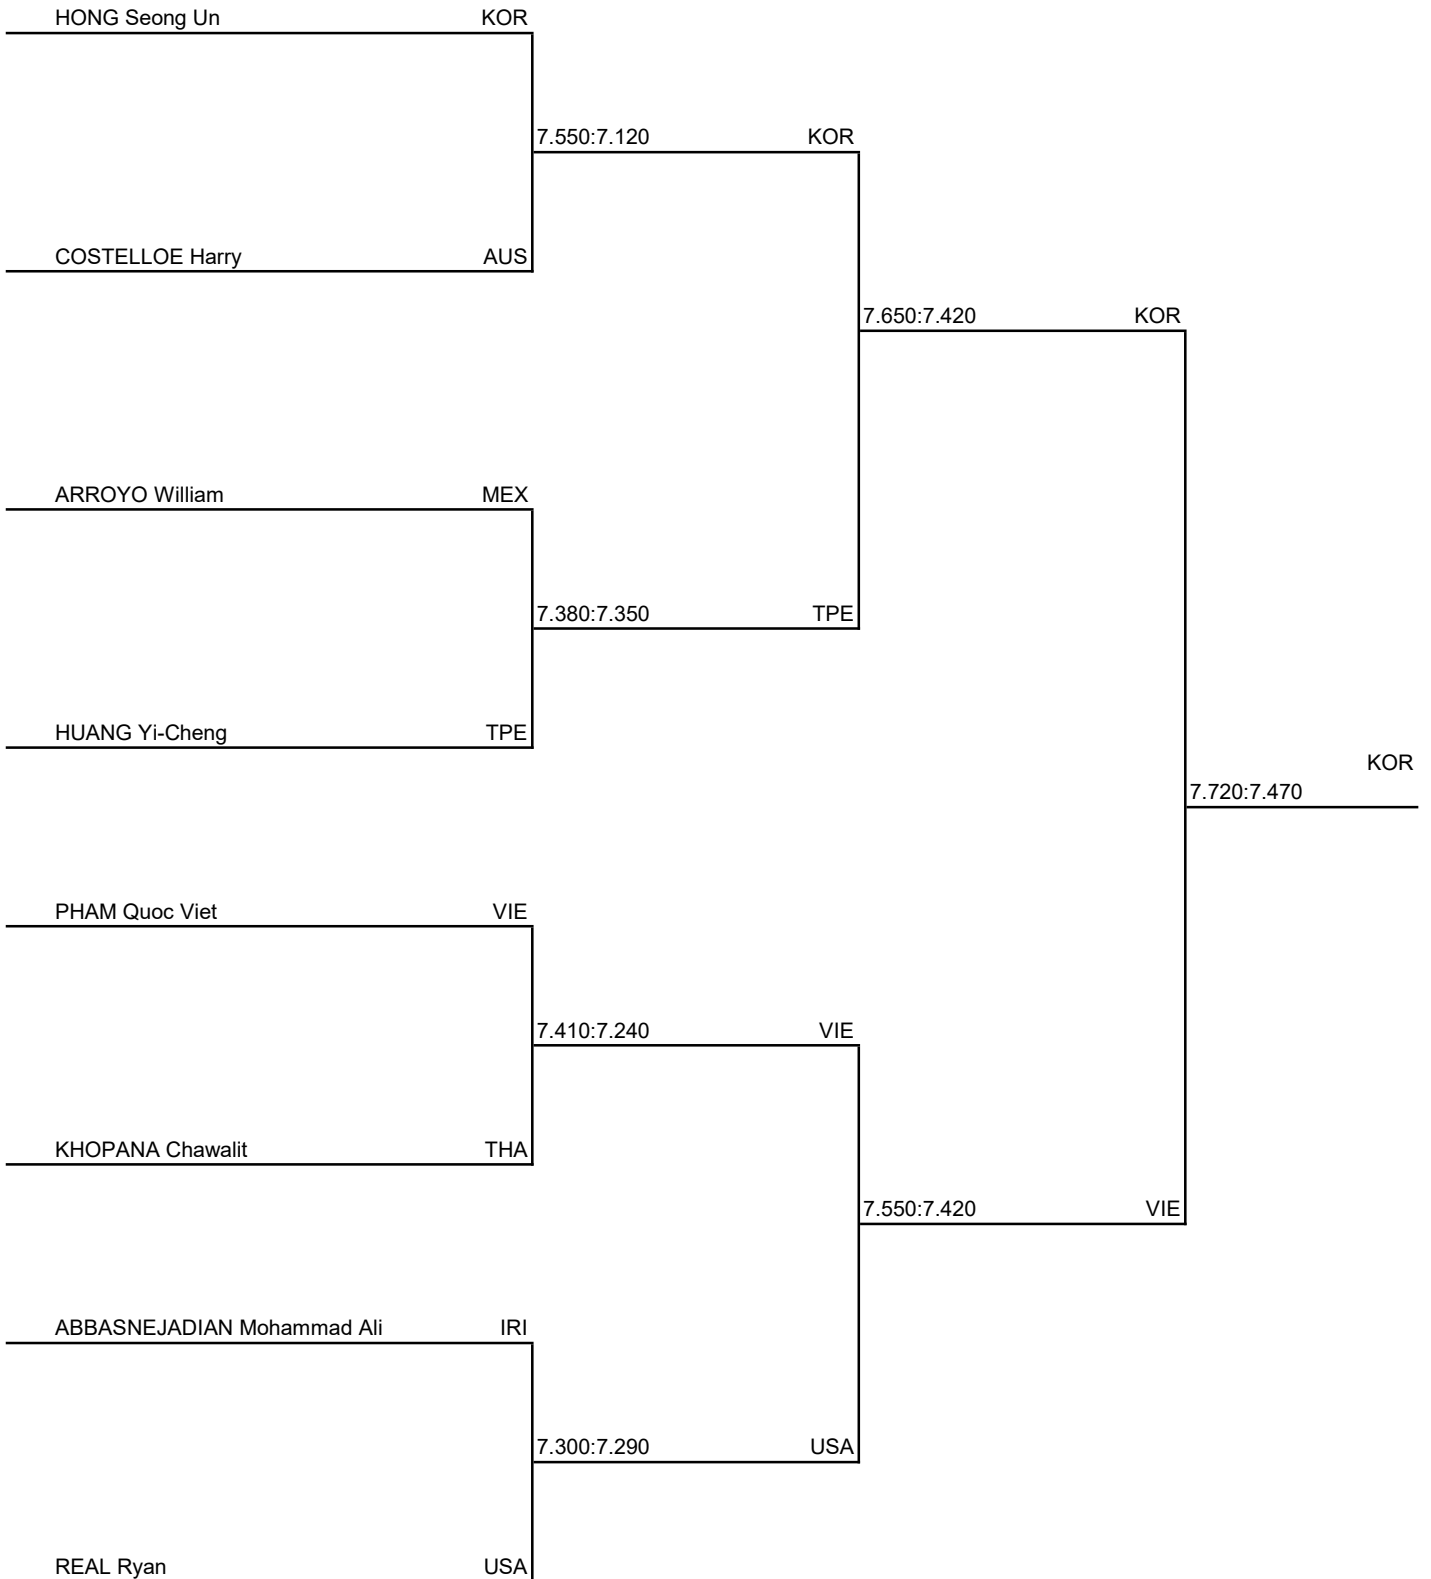 HONG Seong Un KOR
7.550:7.120 KOR
COSTELLOE Harry AUS
7.650:7.420 KOR
ARROYO William MEX
7.380:7.350 TPE
HUANG Yi-Cheng TPE
KOR
7.720:7.470
PHAM Quoc Viet VIE
7.410:7.240 VIE
KHOPANA Chawalit THA
7.550:7.420 VIE
ABBASNEJADIAN Mohammad Ali IRI
7.300:7.290 USA
REAL Ryan USA